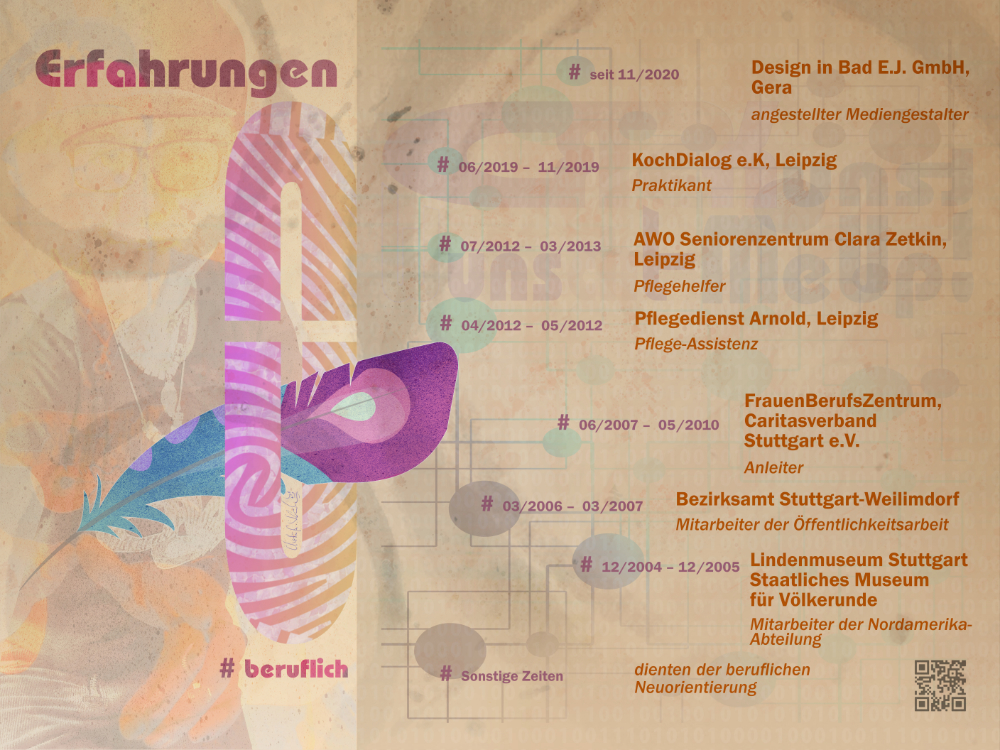 Erfahrungen
# seit 11/2020
Design in Bad E.J. GmbH,
Gera
angestellter Mediengestalter
# 06/2019 – 11/2019
KochDialog e.K, Leipzig
Praktikant
# 07/2012 – 03/2013
AWO Seniorenzentrum Clara Zetkin,
Leipzig
Pflegehelfer
# 04/2012 – 05/2012
Pflegedienst Arnold, Leipzig
Pflege-Assistenz
# 06/2007 – 05/2010
FrauenBerufsZentrum,
Caritasverband
Stuttgart e.V.
Anleiter
# 03/2006 – 03/2007
Bezirksamt Stuttgart-Weilimdorf
Mitarbeiter der Öffentlichkeitsarbeit
# 12/2004 – 12/2005
Lindenmuseum Stuttgart
Staatliches Museum
für Völkerunde
Mitarbeiter der Nordamerika-
Abteilung
# beruflich
# Sonstige Zeiten
dienten der beruflichen
Neuorientierung